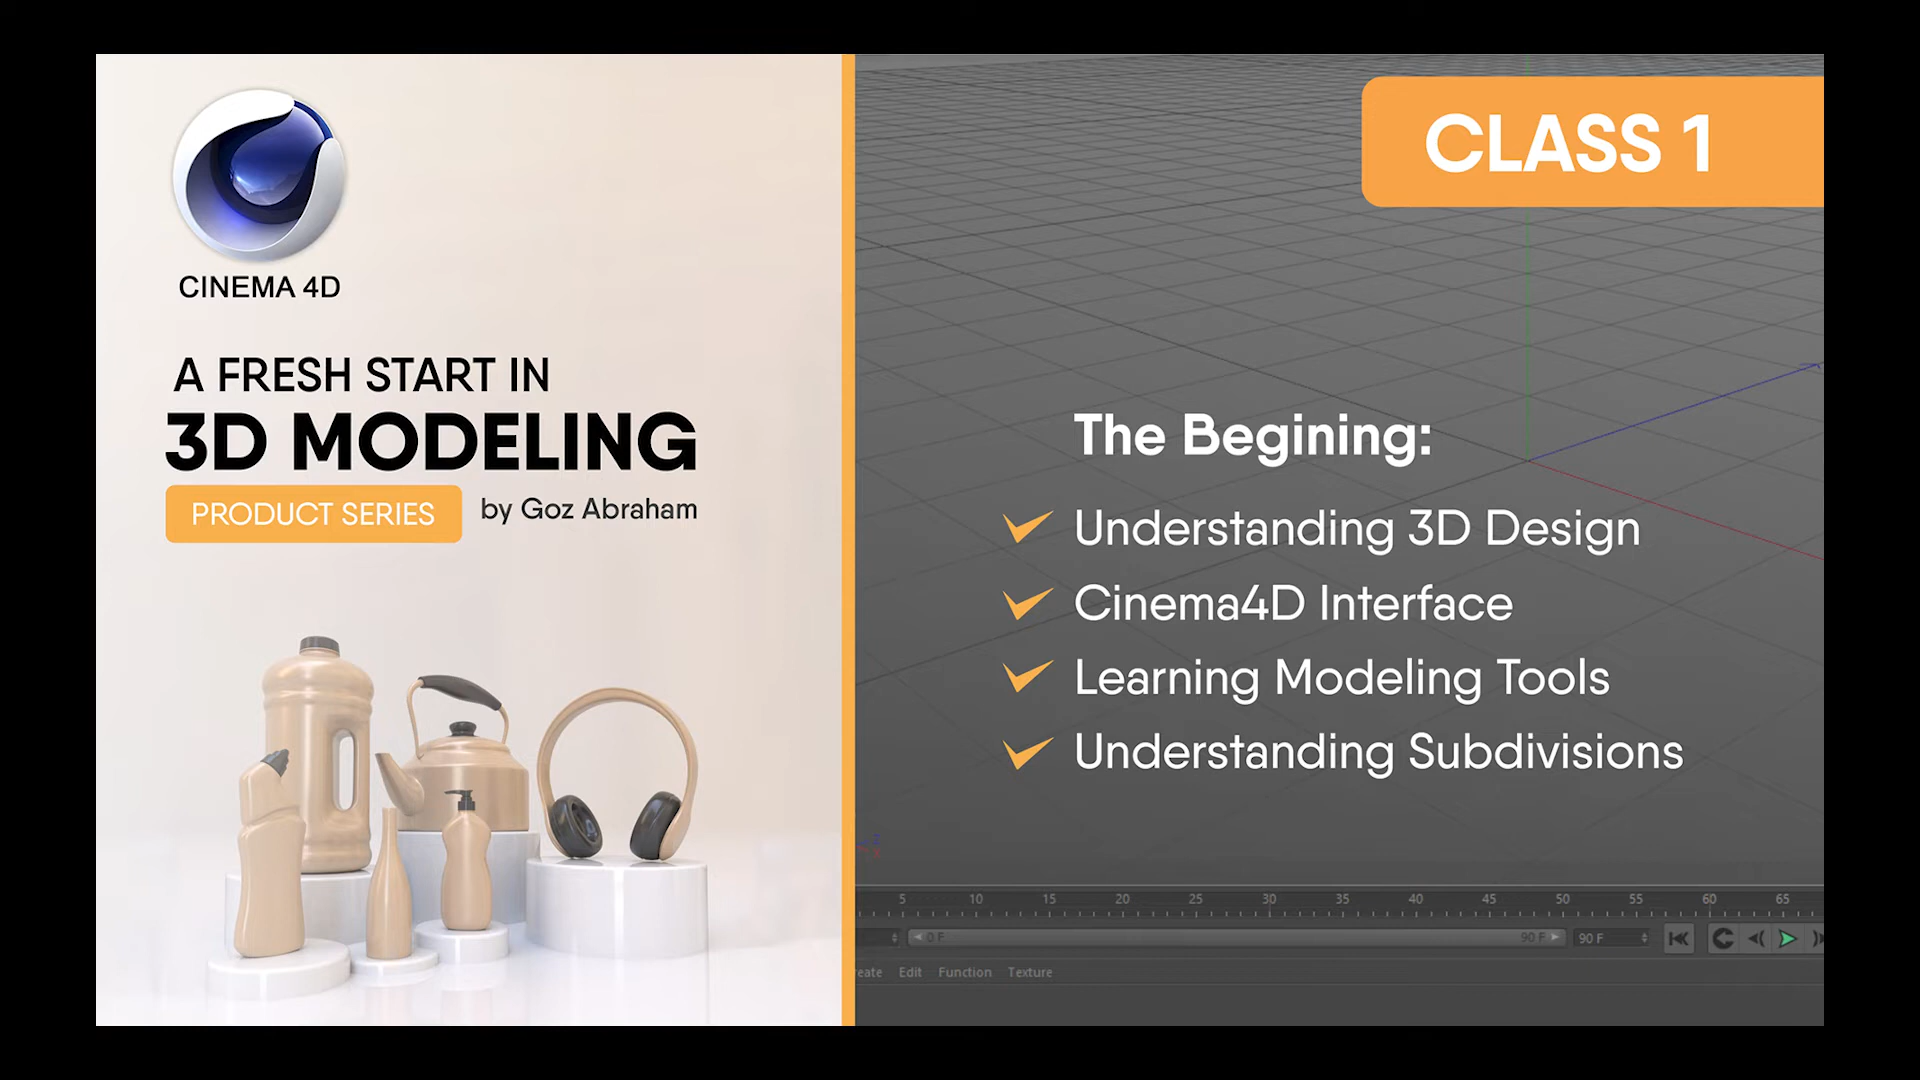 CINEMA 4D
A FRESH START IN
3D MODELING
PRODUCT SERIES by Goz Abraham
CLASS 1
The Begining:
Understanding 3D Design
Cinema4D Interface
Learning Modeling Tools
Understanding Subdivisions
5 10 15 20 25 30 35 40 45 50 55 60 65
0 F 90 F 90 F
eate Edit Function Texture